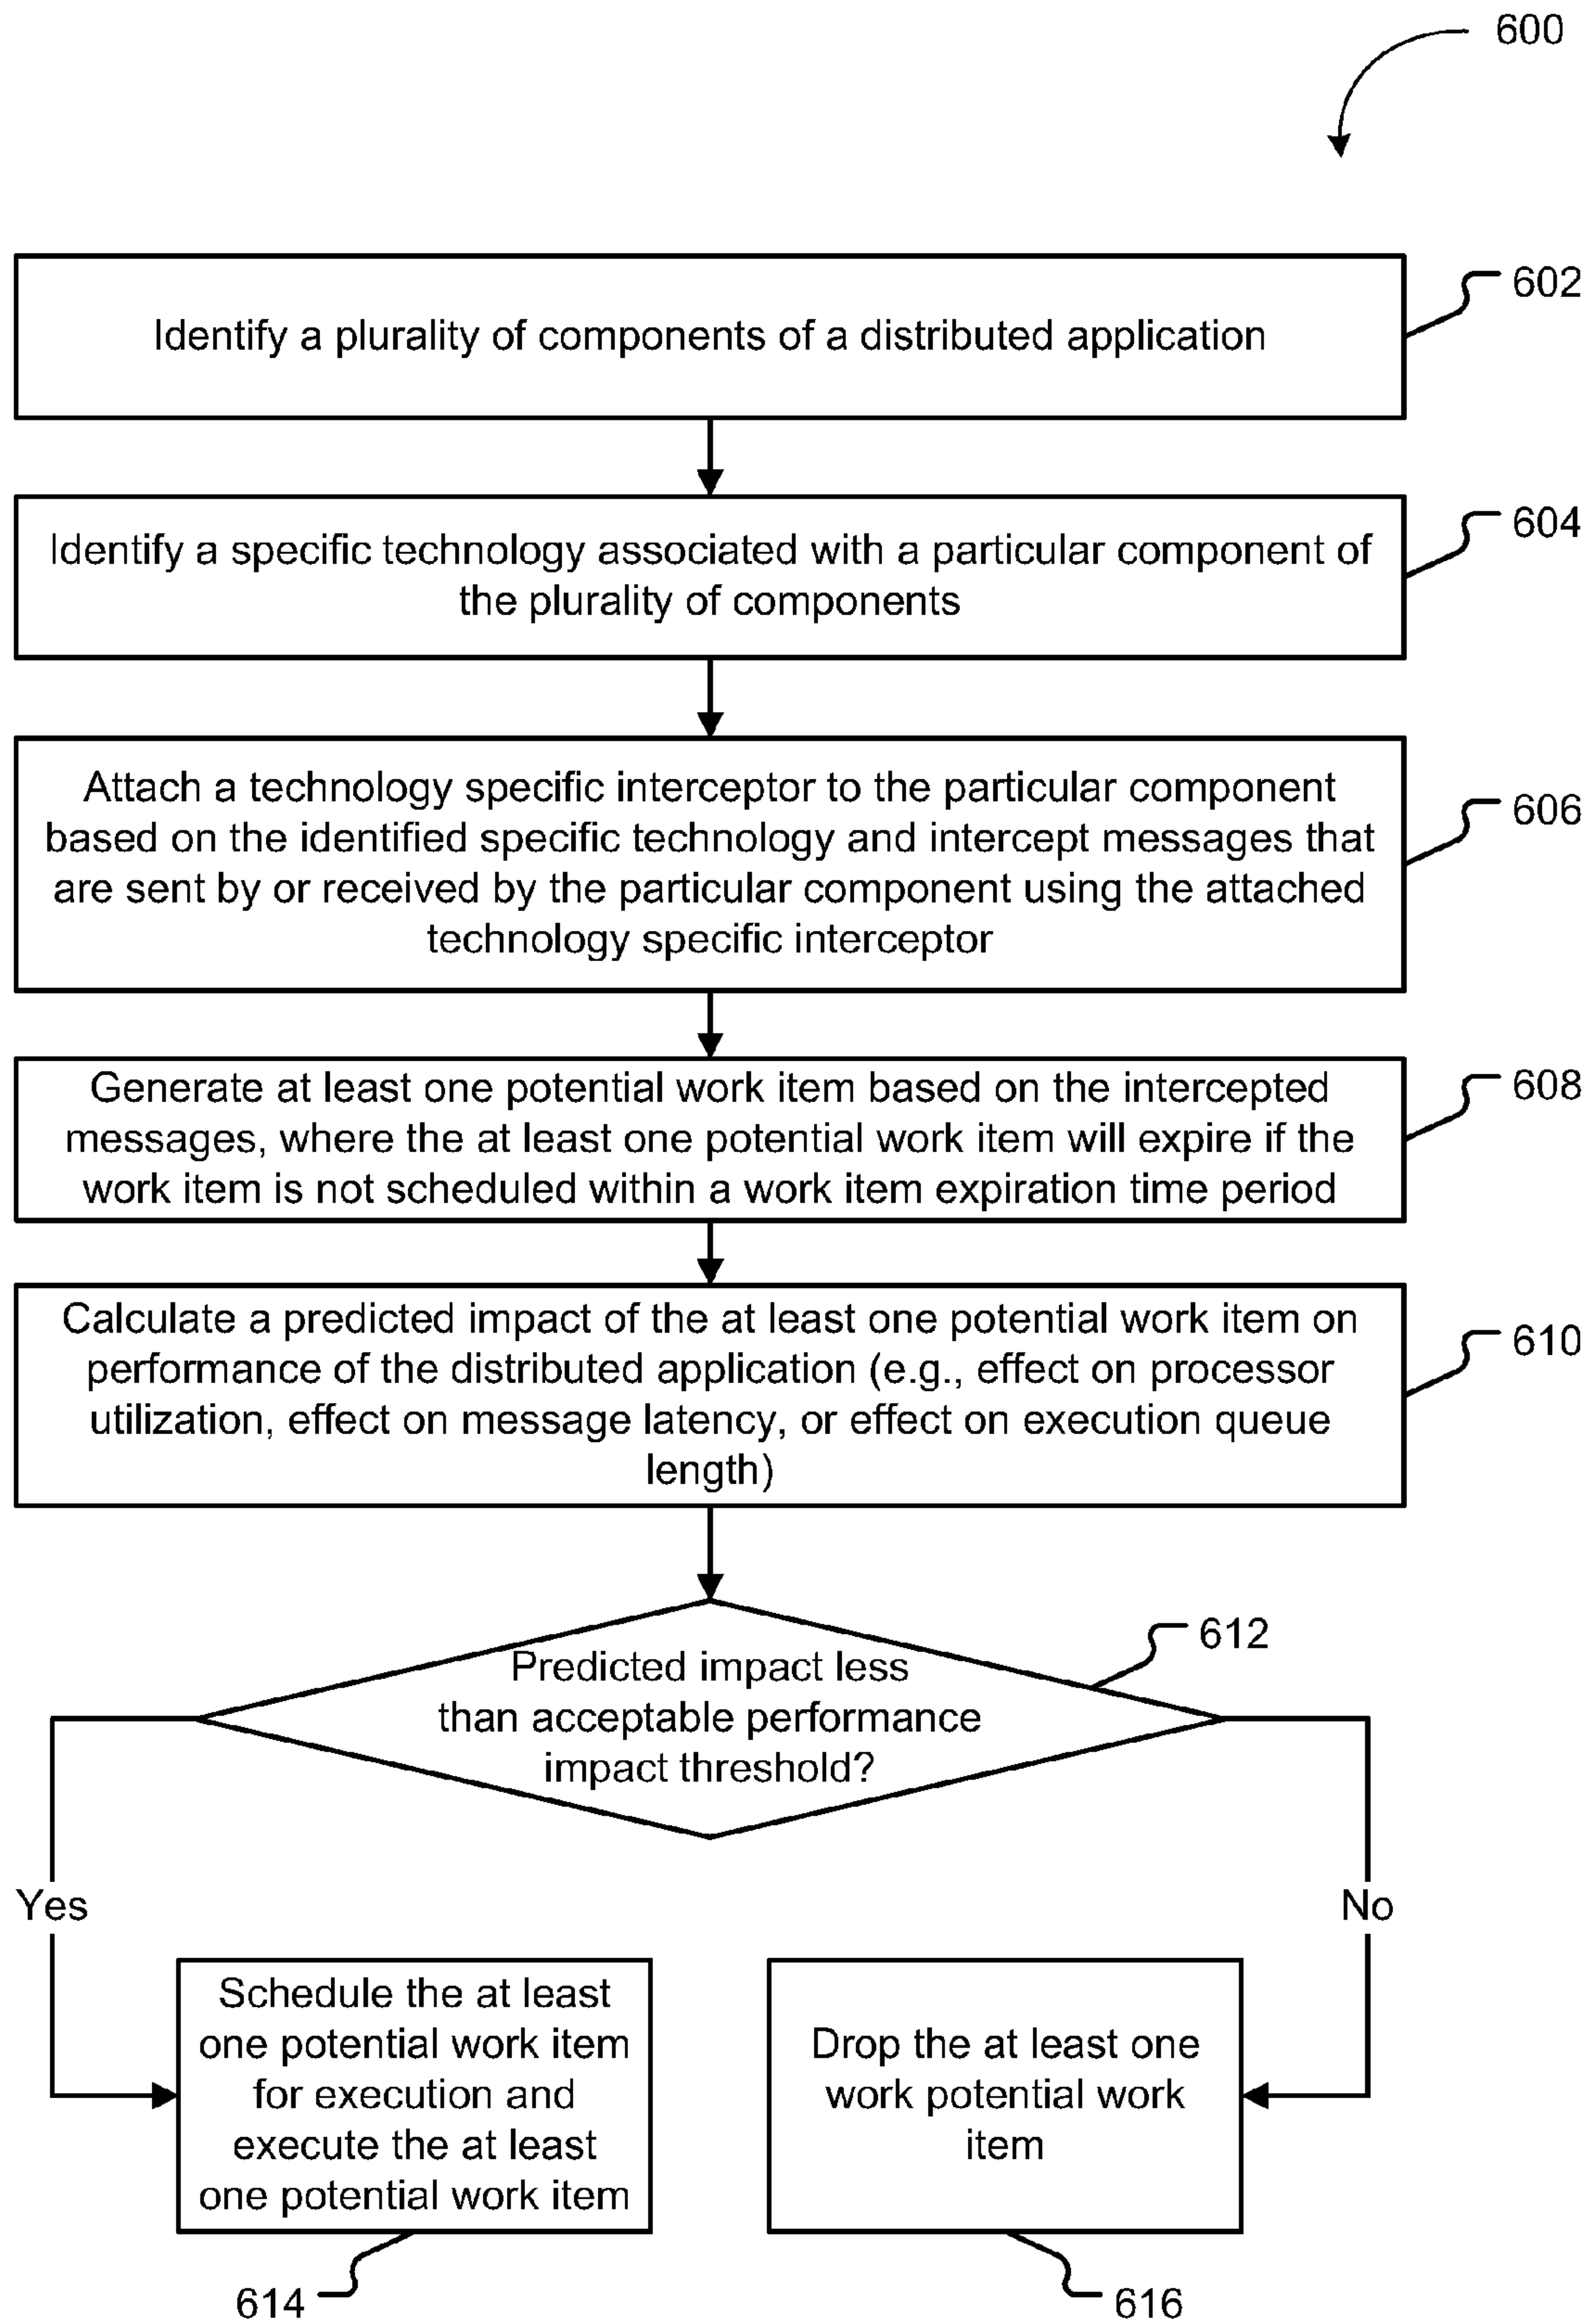 600
Identify a plurality of components of a distributed application
602
Identify a specific technology associated with a particular component of
the plurality of components
604
Attach a technology specific interceptor to the particular component
based on the identified specific technology and intercept messages that
are sent by or received by the particular component using the attached
technology specific interceptor
606
Generate at least one potential work item based on the intercepted
messages, where the at least one potential work item will expire if the
work item is not scheduled within a work item expiration time period
608
Calculate a predicted impact of the at least one potential work item on
performance of the distributed application (e.g., effect on processor
utilization, effect on message latency, or effect on execution queue
length)
610
Predicted impact less
than acceptable performance
impact threshold?
612
Yes
No
Schedule the at least
one potential work item
for execution and
execute the at least
one potential work item
614
Drop the at least one
work potential work
item
616